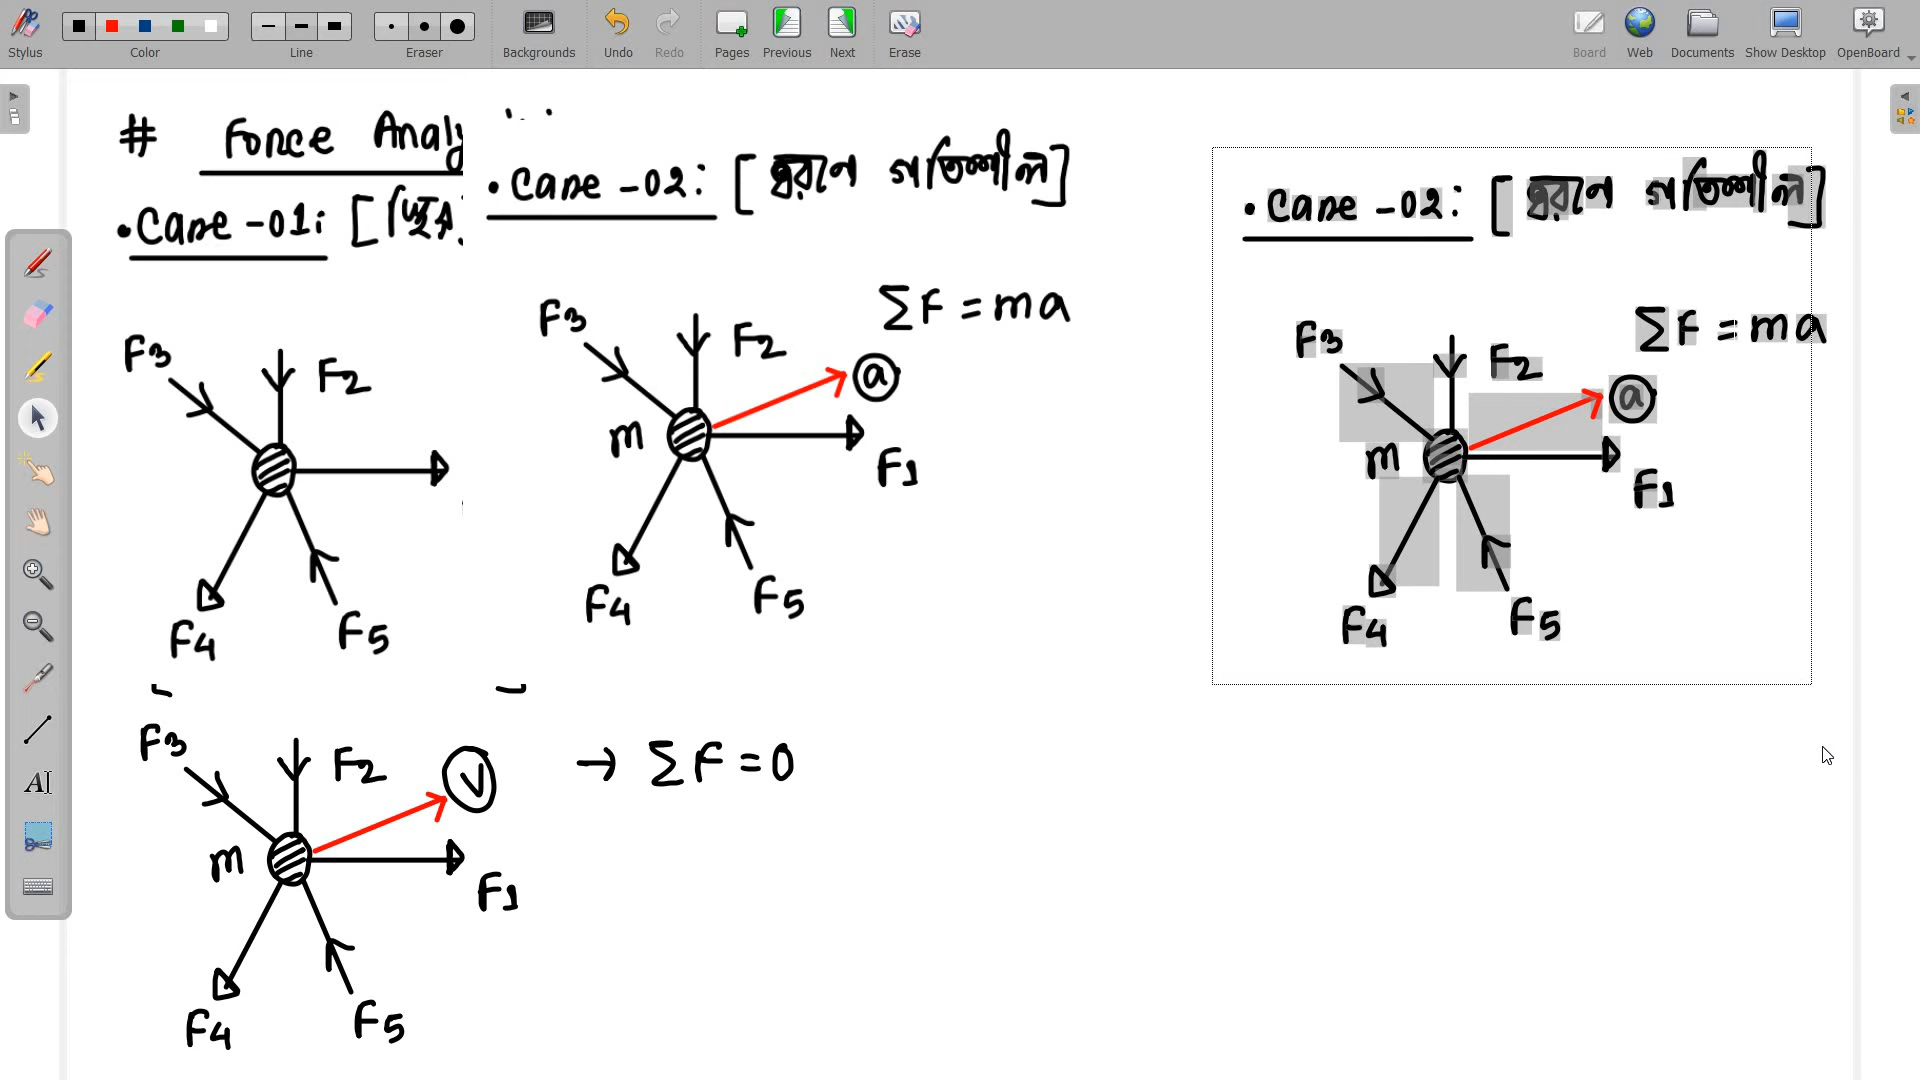 Stylus Color Line Eraser Backgrounds Undo Redo Pages Previous Next Erase Board Web Documents Show Desktop OpenBoard
# Force Analy
• Case -01: [
F3
F2
F4
F5
• Case -02: [ত্বরণে গতিশীল]
ΣF = ma
F3
F2
a
m
F1
F4
F5
• Case -02: [ত্বরণে গতিশীল]
ΣF = ma
F3
F2
a
m
F1
F4
F5
F3
F2
V
→ ΣF = 0
m
F1
F4
F5